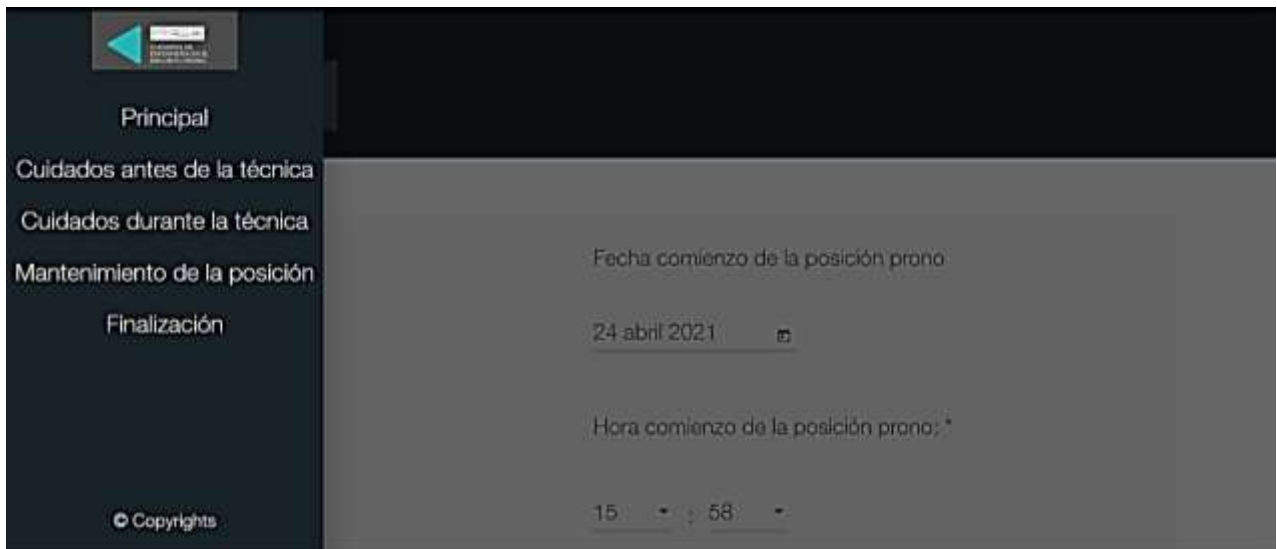 Principal
Cuidados antes de la técnica
Cuidados durante la técnica
Mantenimiento de la posición
Finalización
© Copyrights
Fecha comienzo de la posición prono
24 abril 2021
Hora comienzo de la posición prono: *
15 : 58